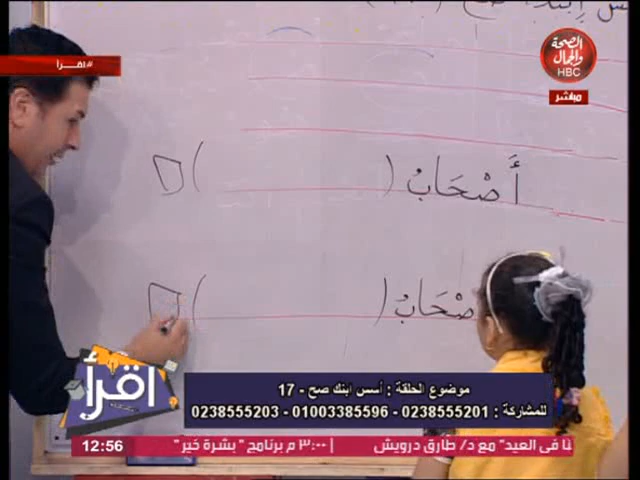 الصحة
والجمال
HBC
مباشر
#اقرأ
أَصْحَابُ ( )
صْحَابُ ( )
اقرأ
موضوع الحلقة : أسس ابنك صح - 17
للمشاركة : 0238555201 - 01003385596 - 0238555203
12:56
نا فى العيد" مع د/ طارق درويش | ٣:٠٠ م برنامج "بشرة خير"